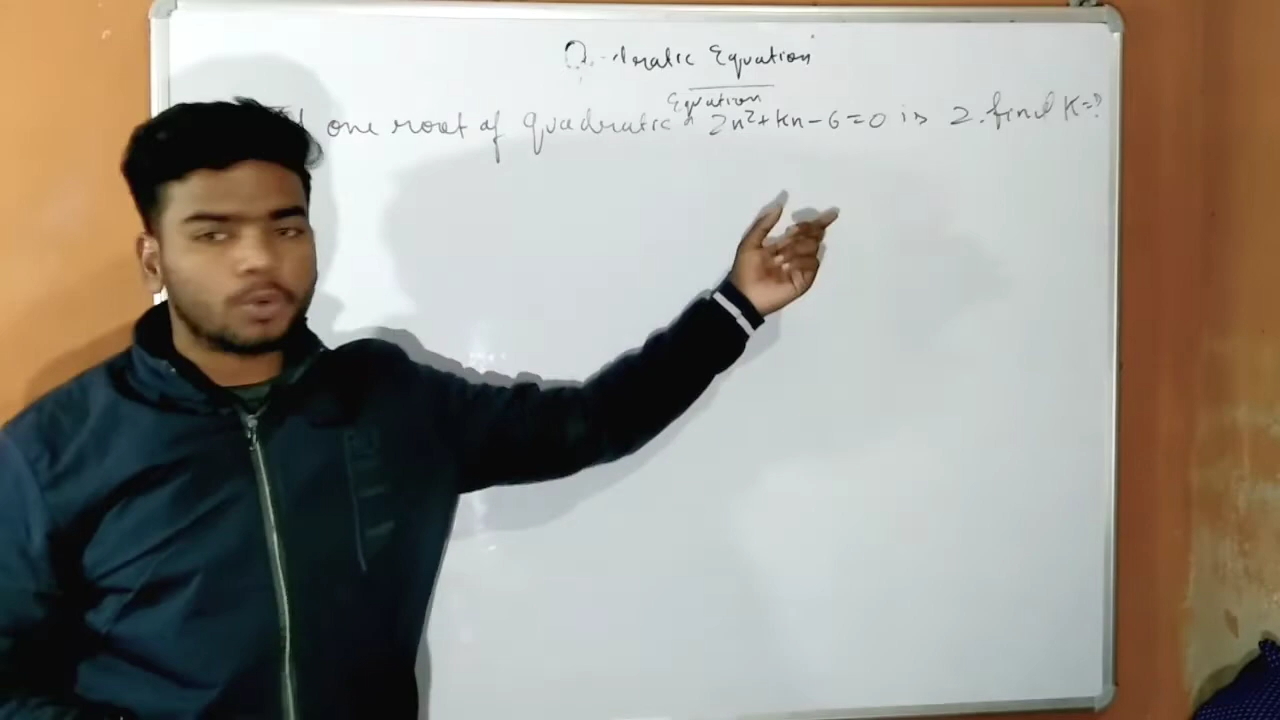 Quadratic Equation
Equation
one root of quadratic ^ 2x²+kx-6=0 is 2. find K=?